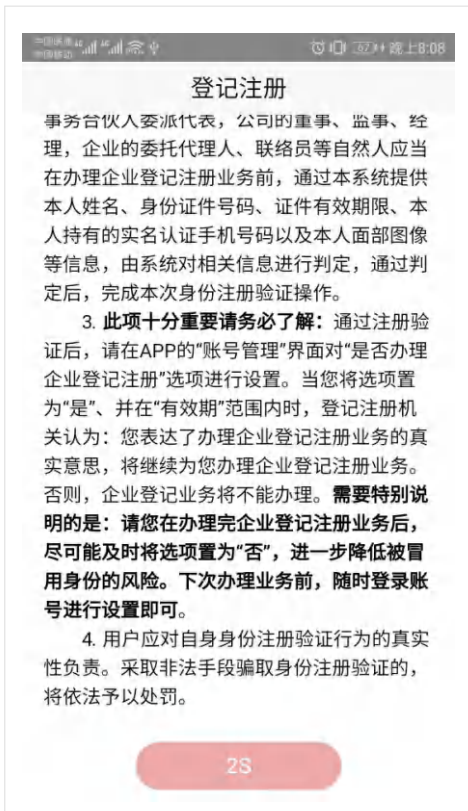 晚上8:08
登记注册
事务合伙人委派代表，公司的董事、监事、经
理，企业的委托代理人、联络员等自然人应当
在办理企业登记注册业务前，通过本系统提供
本人姓名、身份证件号码、证件有效期限、本
人持有的实名认证手机号码以及本人面部图像
等信息，由系统对相关信息进行判定，通过判
定后，完成本次身份注册验证操作。
3. 此项十分重要请务必了解：通过注册验
证后，请在APP的“账号管理”界面对“是否办理
企业登记注册”选项进行设置。当您将选项置
为“是”、并在“有效期”范围内时，登记注册机
关认为：您表达了办理企业登记注册业务的真
实意思，将继续为您办理企业登记注册业务。
否则，企业登记业务将不能办理。需要特别说
明的是：请您在办理完企业登记注册业务后，
尽可能及时将选项置为“否”，进一步降低被冒
用身份的风险。下次办理业务前，随时登录账
号进行设置即可。
4. 用户应对自身身份注册验证行为的真实
性负责。采取非法手段骗取身份注册验证的，
将依法予以处罚。
2S